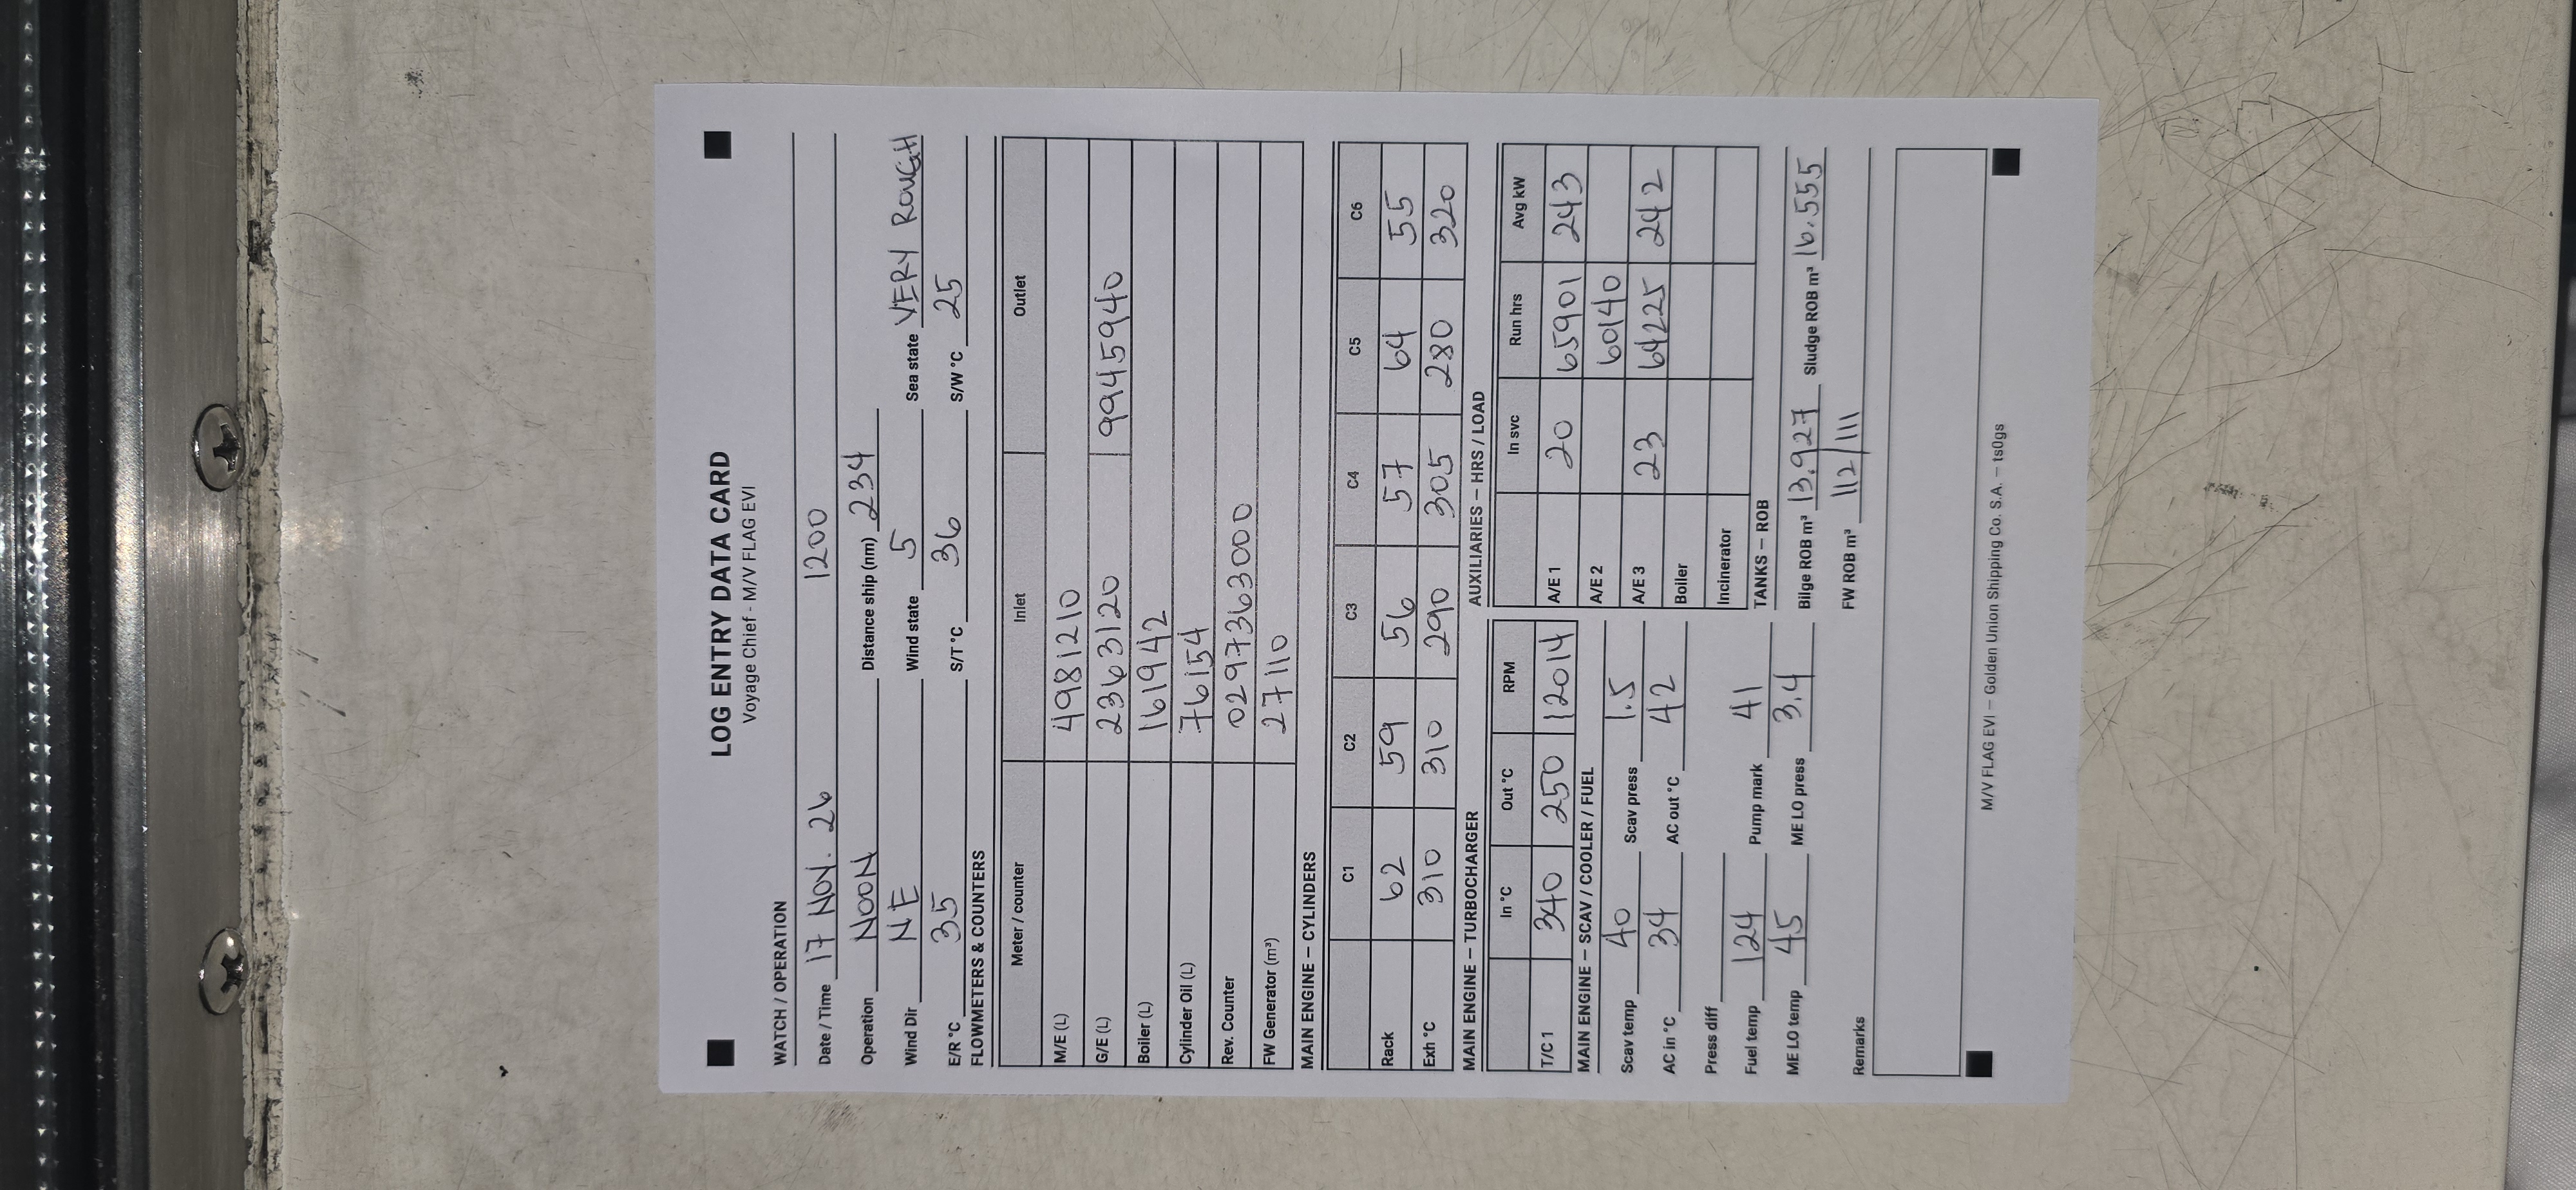 LOG ENTRY DATA CARD
Voyage Chief - M/V FLAG EVI
WATCH / OPERATION
Date / Time 17 NOV. 26 1200
Operation NOON Distance ship (nm) 234
Wind Dir NE Wind state 5 Sea state VERY ROUGH
E/R °C 35 S/T °C 36 S/W °C 25
FLOWMETERS & COUNTERS
Meter / counter Inlet Outlet
M/E (L) 4981210
G/E (L) 2363120 9945940
Boiler (L) 161942
Cylinder Oil (L) 76154
Rev. Counter 0297363000
FW Generator (m³) 27110
MAIN ENGINE – CYLINDERS
C1 C2 C3 C4 C5 C6
Rack 62 59 56 57 64 55
Exh °C 310 310 290 305 280 320
MAIN ENGINE – TURBOCHARGER
In °C Out °C RPM
T/C 1 340 250 12014
MAIN ENGINE – SCAV / COOLER / FUEL
Scav temp 40 Scav press 1.5
AC in °C 34 AC out °C 42
Press diff
Fuel temp 124 Pump mark 41
ME LO temp 45 ME LO press 3.4
AUXILIARIES – HRS / LOAD
In svc Run hrs Avg kW
A/E 1 20 65901 243
A/E 2 60140
A/E 3 23 64225 242
Boiler
Incinerator
TANKS – ROB
Bilge ROB m³ 13.927 Sludge ROB m³ 16.555
FW ROB m³ 112/111
Remarks
M/V FLAG EVI — Golden Union Shipping Co. S.A. — ts0gs